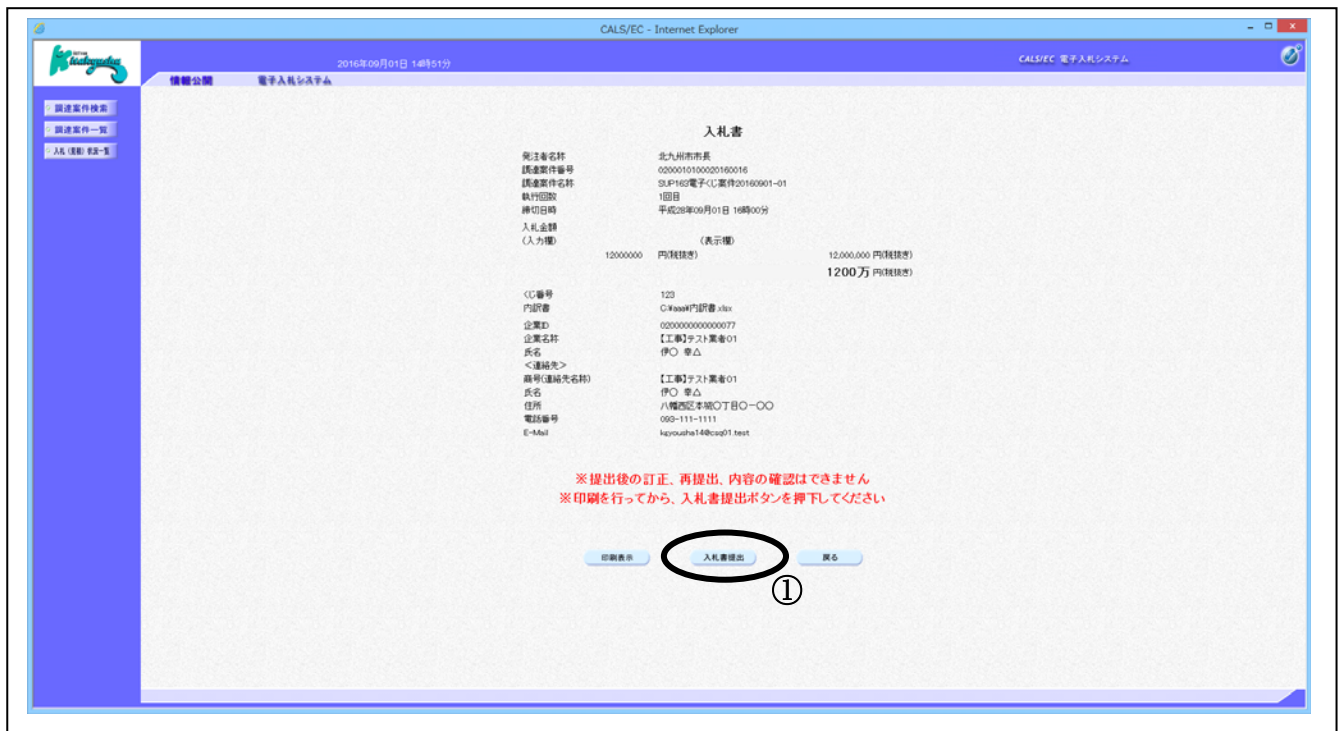 CALS/EC - Internet Explorer
2016年09月01日 14時51分
CALS/EC 電子入札システム
情報公開 電子入札システム
調達案件検索
調達案件一覧
入札(見積)状況一覧
入札書
発注者名称 北九州市市長
調達案件番号 0200010100020160016
調達案件名称 SUP163電子くじ案件20160901-01
執行回数 1回目
締切日時 平成28年09月01日 16時00分
入札金額
(入力欄) (表示欄)
12000000 円(税抜き) 12,000,000 円(税抜き)
1200万 円(税抜き)
くじ番号 123
内訳書 C:¥aaa¥内訳書.xlsx
企業ID 0200000000000077
企業名称 【工事】テスト業者01
氏名 伊〇 幸△
<連絡先>
商号(連絡先名称) 【工事】テスト業者01
氏名 伊〇 幸△
住所 八幡西区本城〇丁目〇-〇〇
電話番号 093-111-1111
E-Mail kgyousha14@csq01.test
※提出後の訂正、再提出、内容の確認はできません
※印刷を行ってから、入札書提出ボタンを押下してください
印刷表示 入札書提出 戻る
①